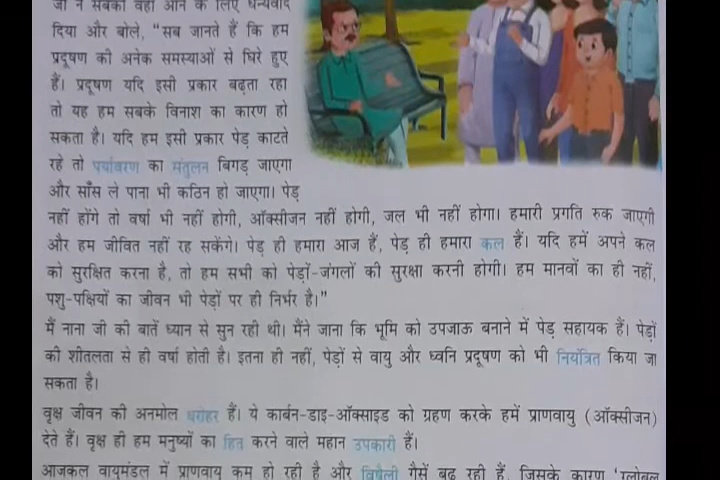 जी ने सबको वहाँ आने के लिए धन्यवाद
दिया और बोले, “सब जानते हैं कि हम
प्रदूषण की अनेक समस्याओं से घिरे हुए
हैं। प्रदूषण यदि इसी प्रकार बढ़ता रहा
तो यह हम सबके विनाश का कारण हो
सकता है। यदि हम इसी प्रकार पेड़ काटते
रहे तो पर्यावरण का संतुलन बिगड़ जाएगा
और साँस ले पाना भी कठिन हो जाएगा। पेड़
नहीं होंगे तो वर्षा भी नहीं होगी, ऑक्सीजन नहीं होगी, जल भी नहीं होगा। हमारी प्रगति रुक जाएगी
और हम जीवित नहीं रह सकेंगे। पेड़ ही हमारा आज हैं, पेड़ ही हमारा कल हैं। यदि हमें अपने कल
को सुरक्षित करना है, तो हम सभी को पेड़ों-जंगलों की सुरक्षा करनी होगी। हम मानवों का ही नहीं,
पशु-पक्षियों का जीवन भी पेड़ों पर ही निर्भर है।”
मैं नाना जी की बातें ध्यान से सुन रही थी। मैंने जाना कि भूमि को उपजाऊ बनाने में पेड़ सहायक हैं। पेड़ों
की शीतलता से ही वर्षा होती है। इतना ही नहीं, पेड़ों से वायु और ध्वनि प्रदूषण को भी नियंत्रित किया जा
सकता है।
वृक्ष जीवन की अनमोल धरोहर हैं। ये कार्बन-डाइ-ऑक्साइड को ग्रहण करके हमें प्राणवायु (ऑक्सीजन)
देते हैं। वृक्ष ही हम मनुष्यों का हित करने वाले महान उपकारी हैं।
आजकल वायुमंडल में प्राणवायु कम हो रही है और विषैली गैसें बढ़ रही हैं, जिसके कारण ‘ग्लोबल